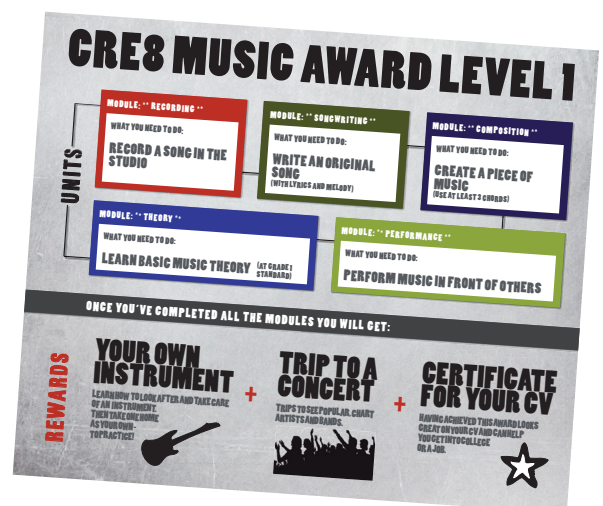 CRE8 MUSIC AWARD LEVEL 1
UNITS
MODULE: ** RECORDING **
WHAT YOU NEED TO DO:
RECORD A SONG IN THE
STUDIO
MODULE: ** SONGWRITING **
WHAT YOU NEED TO DO:
WRITE AN ORIGINAL
SONG
(WITH LYRICS AND MELODY)
MODULE: ** COMPOSITION **
WHAT YOU NEED TO DO:
CREATE A PIECE OF
MUSIC
(USE AT LEAST 3 CHORDS)
MODULE: ** THEORY **
WHAT YOU NEED TO DO:
LEARN BASIC MUSIC THEORY (AT GRADE 1
STANDARD)
MODULE: ** PERFORMANCE **
WHAT YOU NEED TO DO:
PERFORM MUSIC IN FRONT OF OTHERS
ONCE YOU'VE COMPLETED ALL THE MODULES YOU WILL GET:
REWARDS
YOUR OWN
INSTRUMENT
LEARN HOW TO LOOK AFTER AND TAKE CARE
OF AN INSTRUMENT.
THEN TAKE ONE HOME
AS YOUR OWN -
TO PRACTICE!
+
TRIP TO A
CONCERT
TRIPS TO SEE POPULAR, CHART
ARTISTS AND BANDS.
+
CERTIFICATE
FOR YOUR CV
HAVING ACHIEVED THIS AWARD LOOKS
GREAT ON YOUR CV AND CAN HELP
YOU GET INTO COLLEGE
OR A JOB.